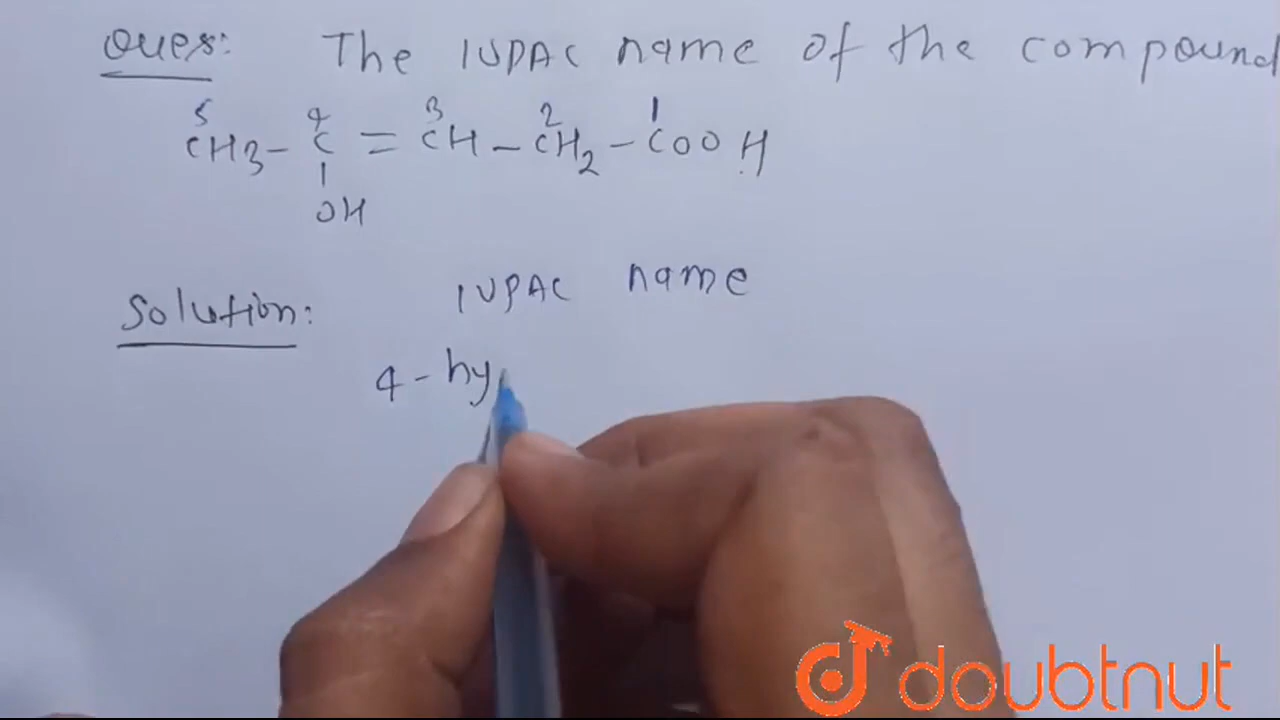 Ques: The IUPAC name of the compound
5 4 3 2 1
CH3 - C = CH - CH2 - COOH
|
OH
Solution: IUPAC name
4 - hy
doubtnut